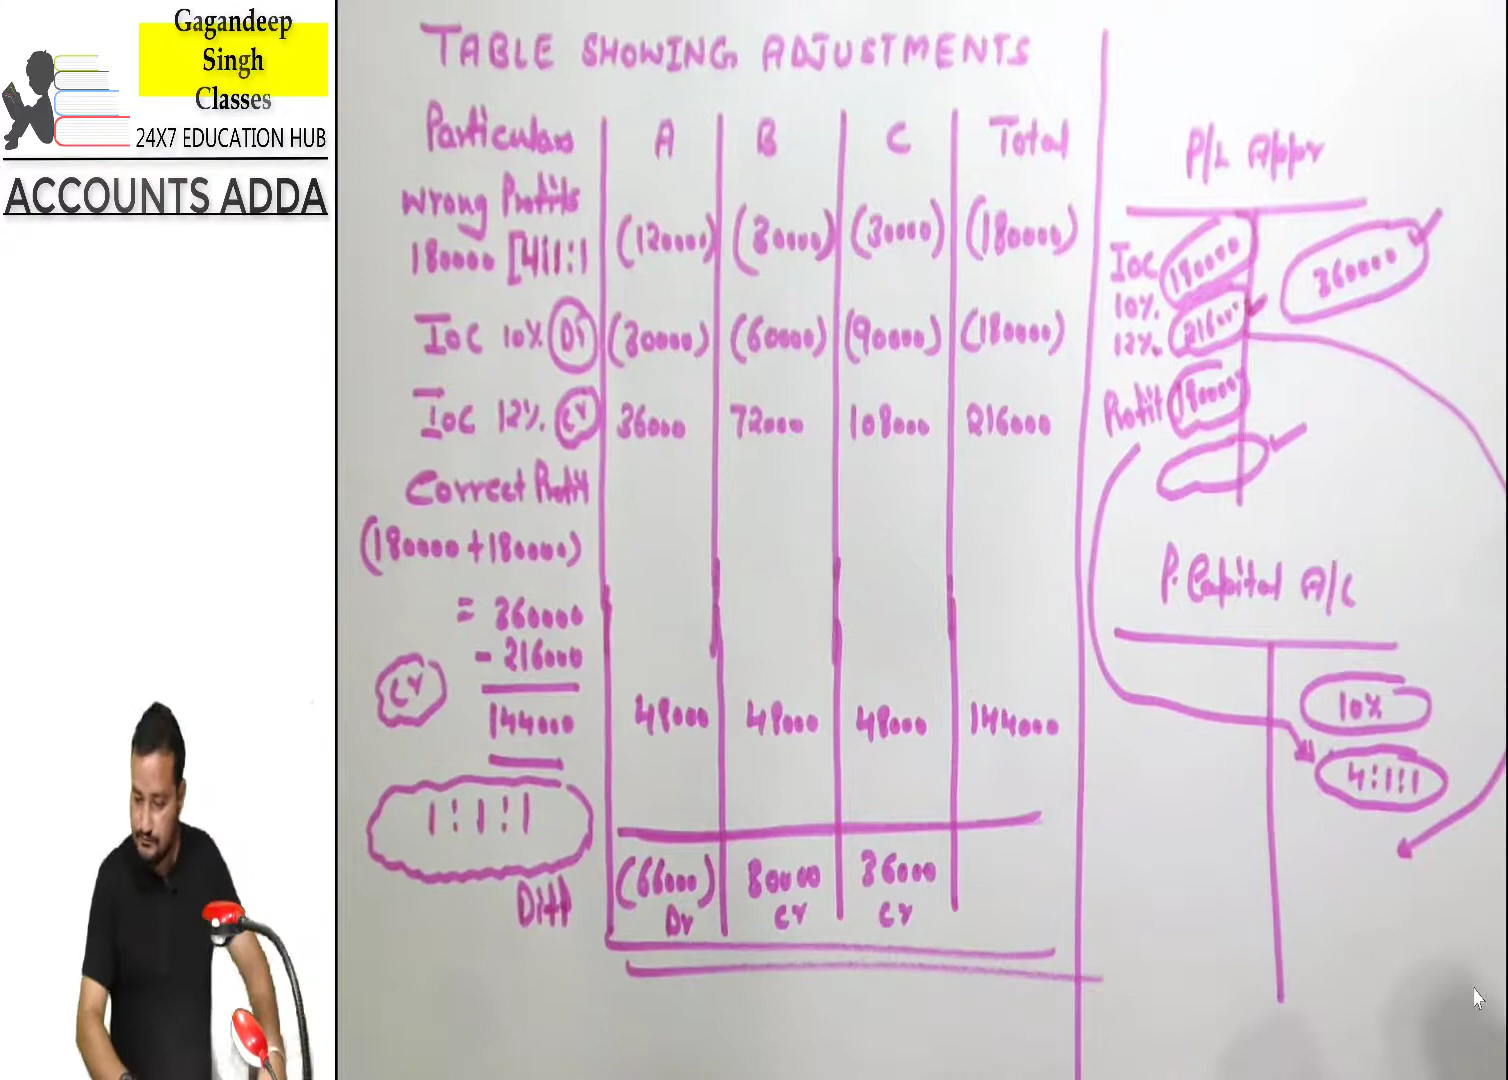 Gagandeep
Singh
Classes
24X7 EDUCATION HUB
ACCOUNTS ADDA
TABLE SHOWING ADJUSTMENTS
Particulars A B C Total
Wrong Profits
180000 [4:1:1 (120000) (30000) (30000) (180000)
IOC 10% Dr (30000) (60000) (90000) (180000)
IOC 12% Cr 36000 72000 108000 216000
Correct Profit
(180000 + 180000)
= 360000
- 216000
Cr 144000 48000 48000 48000 144000
1:1:1
Diff (66000) 30000 36000
Dr Cr Cr
P/L Appr
IOC 180000 360000
10%
12% 216000
Profit 180000
P. Capital A/C
10%
4:1:1